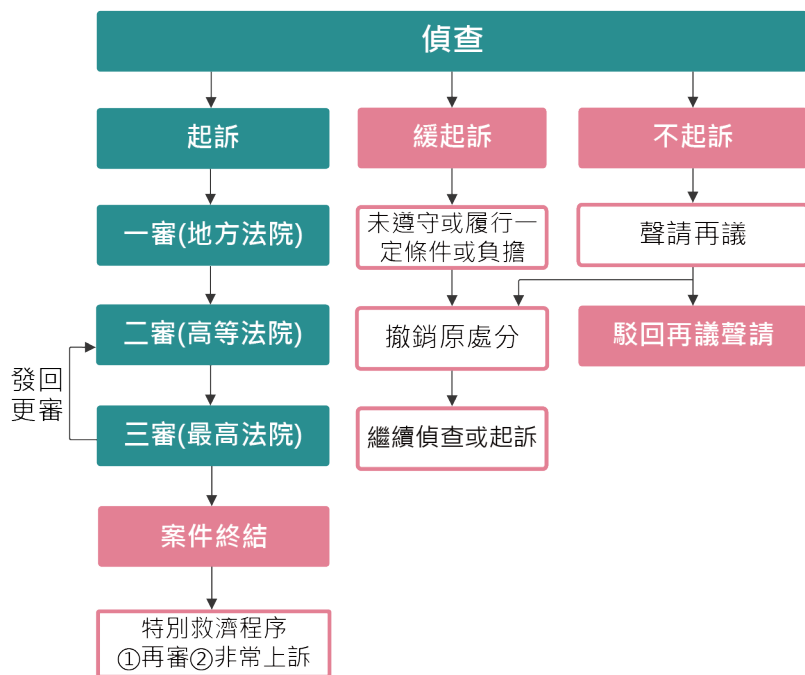 偵查
起訴
緩起訴
不起訴
一審(地方法院)
未遵守或履行一
定條件或負擔
聲請再議
二審(高等法院)
撤銷原處分
駁回再議聲請
發回
更審
三審(最高法院)
繼續偵查或起訴
案件終結
特別救濟程序
①再審②非常上訴